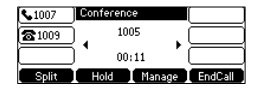 1007 Conference
1009 1005
00:11
Split Hold Manage EndCall